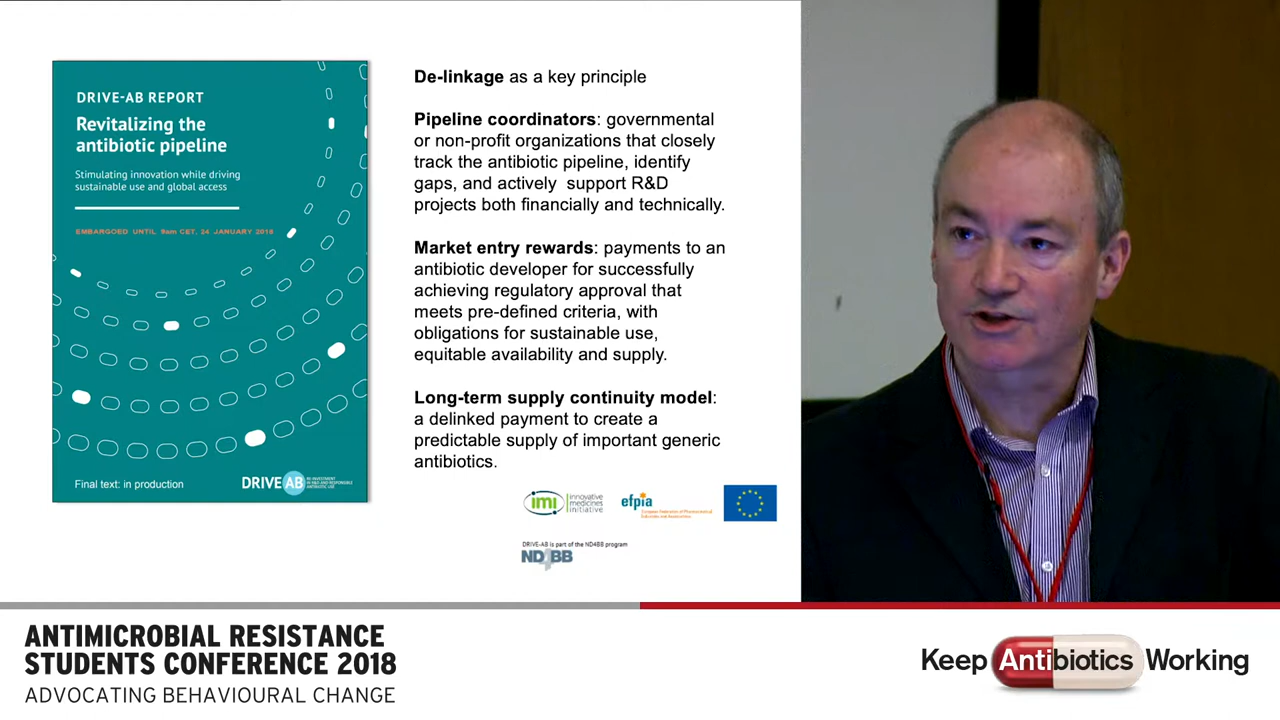 DRIVE-AB REPORT
Revitalizing the
antibiotic pipeline
Stimulating innovation while driving
sustainable use and global access
EMBARGOED UNTIL 9am CET, 24 JANUARY 2018
Final text: in production
DRIVE AB
De-linkage as a key principle
Pipeline coordinators: governmental
or non-profit organizations that closely
track the antibiotic pipeline, identify
gaps, and actively support R&D
projects both financially and technically.
Market entry rewards: payments to an
antibiotic developer for successfully
achieving regulatory approval that
meets pre-defined criteria, with
obligations for sustainable use,
equitable availability and supply.
Long-term supply continuity model:
a delinked payment to create a
predictable supply of important generic
antibiotics.
imi innovative
medicines
initiative
efpia
DRIVE-AB is part of the ND4BB program
ND4BB
ANTIMICROBIAL RESISTANCE
STUDENTS CONFERENCE 2018
ADVOCATING BEHAVIOURAL CHANGE
Keep Antibiotics Working